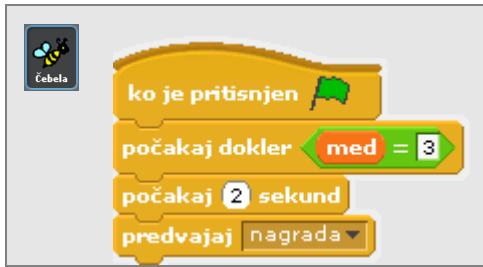 Čebela
ko je pritisnjen
počakaj dokler med = 3
počakaj 2 sekund
predvajaj nagrada